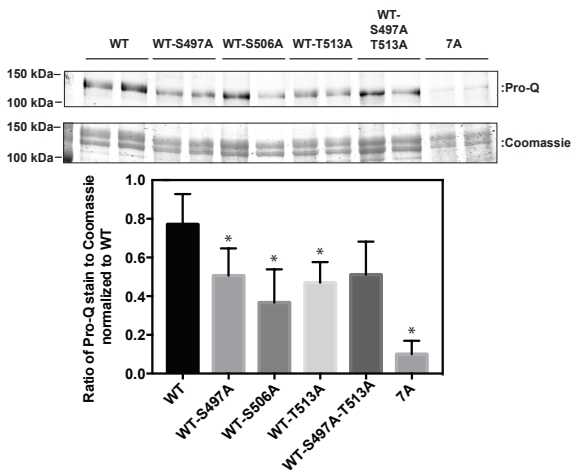 WT WT-S497A WT-S506A WT-T513A WT-S497A T513A 7A
150 kDa
100 kDa
:Pro-Q
150 kDa
100 kDa
:Coomassie
Ratio of Pro-Q stain to Coomassie
normalized to WT
1.0
0.8
0.6
0.4
0.2
0.0
*
*
*
*
WT
WT-S497A
WT-S506A
WT-T513A
WT-S497A-T513A
7A